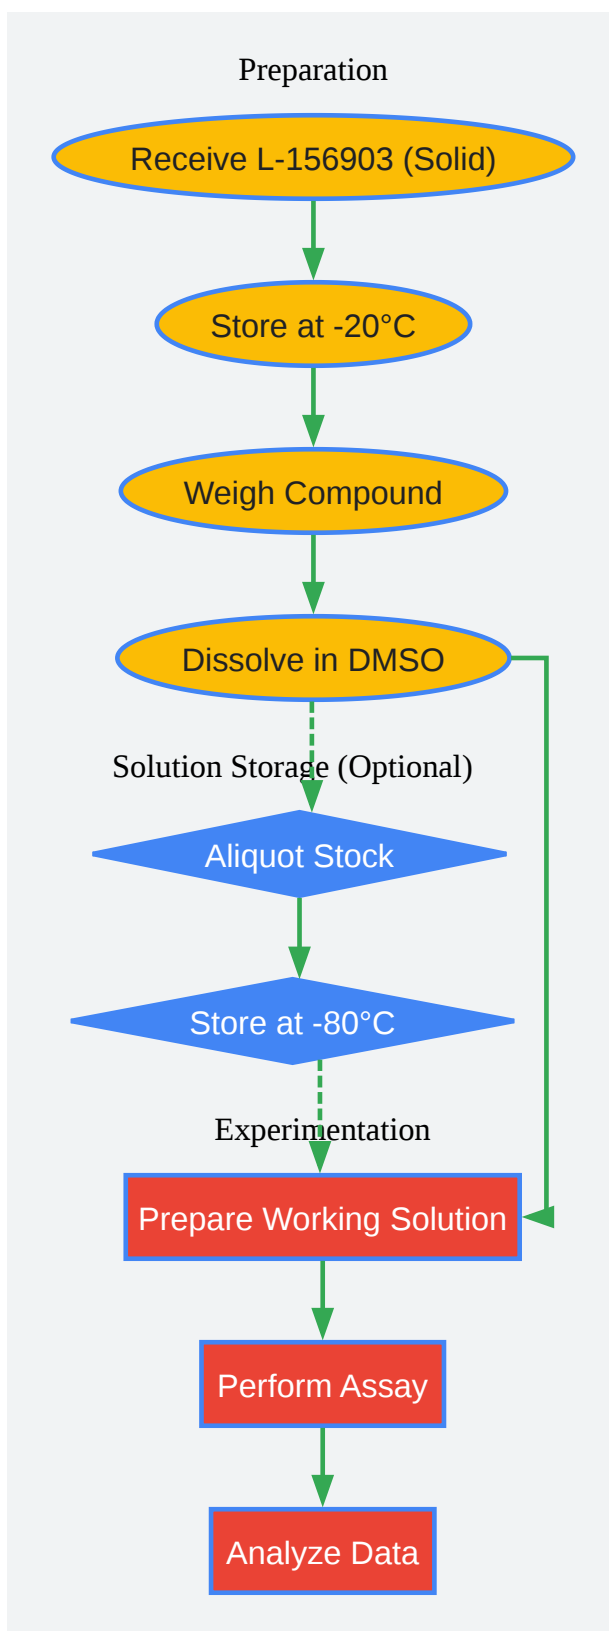 Preparation
Receive L-156903 (Solid)
Store at -20°C
Weigh Compound
Dissolve in DMSO
Solution Storage (Optional)
Aliquot Stock
Store at -80°C
Experimentation
Prepare Working Solution
Perform Assay
Analyze Data